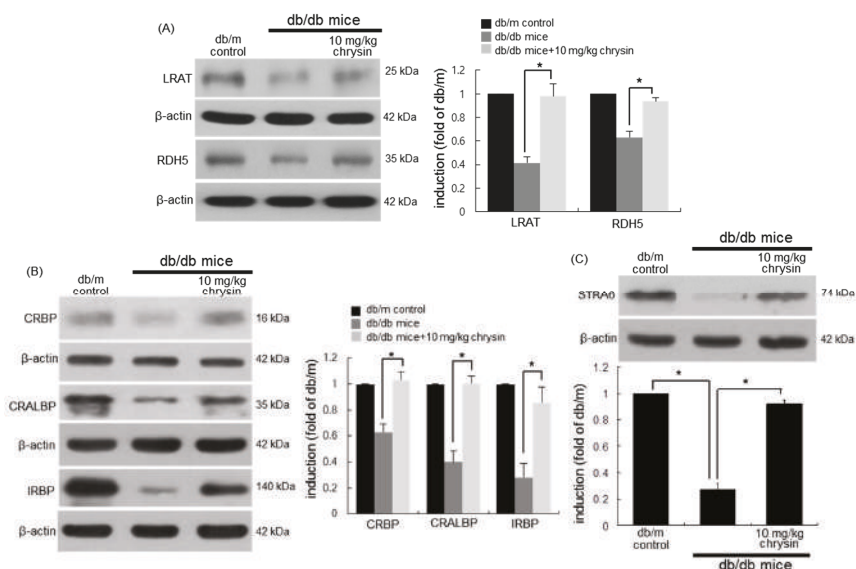 (A)
db/db mice
db/m
control
10 mg/kg
chrysin
LRAT
25 kDa
β-actin
42 kDa
RDH5
35 kDa
β-actin
42 kDa
db/m control
db/db mice
db/db mice+10 mg/kg chrysin
induction (fold of db/m)
1.2
1
0.8
0.6
0.4
0.2
0
*
*
LRAT
RDH5
(B)
db/db mice
db/m
control
10 mg/kg
chrysin
CRBP
16 kDa
β-actin
42 kDa
CRALBP
35 kDa
β-actin
42 kDa
IRBP
140 kDa
β-actin
42 kDa
db/m control
db/db mice
db/db mice+10 mg/kg chrysin
induction (fold of db/m)
1.2
1
0.8
0.6
0.4
0.2
0
*
*
*
CRBP
CRALBP
IRBP
(C)
db/db mice
db/m
control
10 mg/kg
chrysin
STRA6
74 kDa
β-actin
42 kDa
induction (fold of db/m)
1.2
1
0.8
0.6
0.4
0.2
0
*
*
db/m
control
10 mg/kg
chrysin
db/db mice